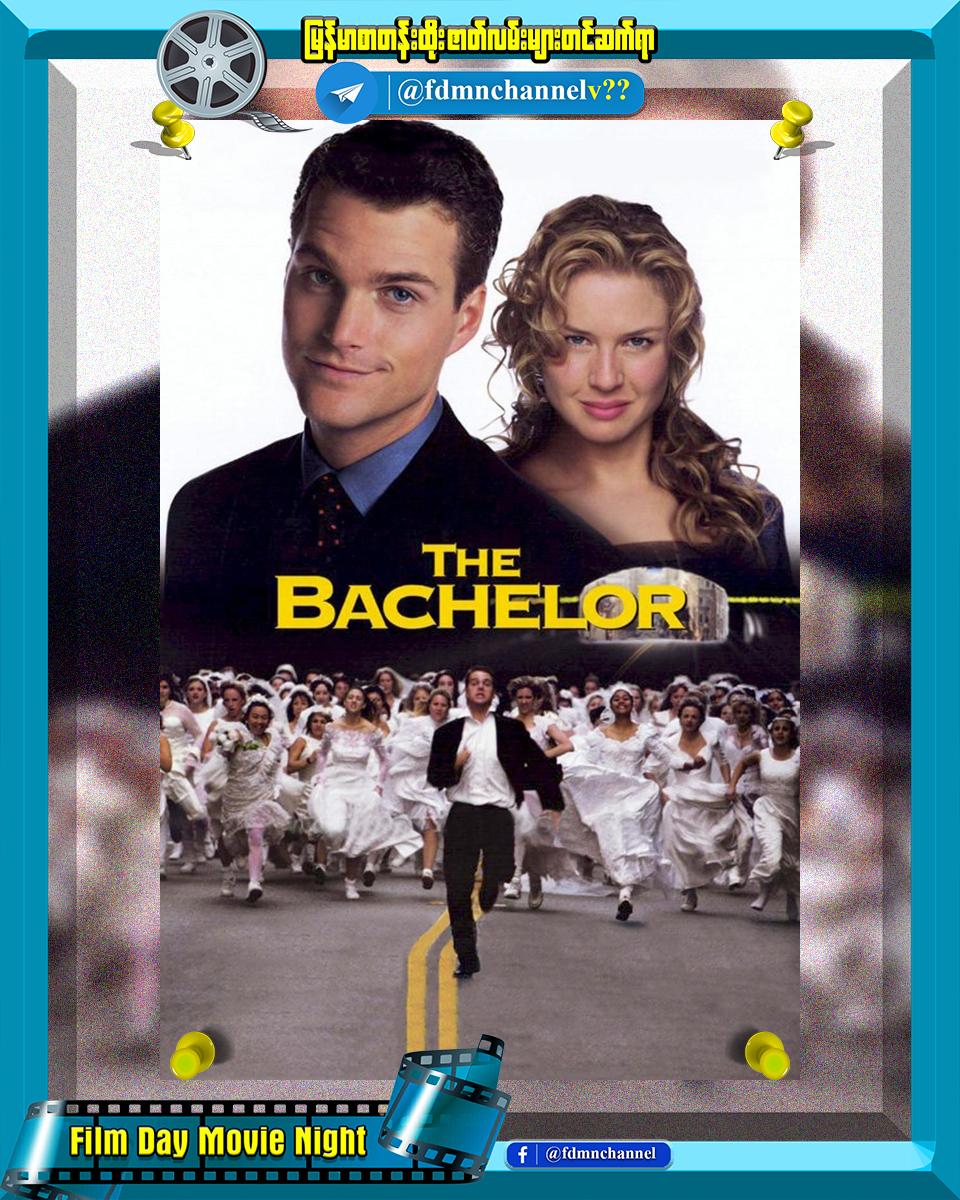 မြန်မာစာတန်းထိုးဇာတ်လမ်းများတင်ဆက်ရာ
@fdmnchannelv??
THE
BACHELOR
Film Day Movie Night
f @fdmnchannel